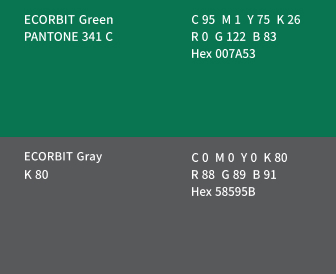 ECORBIT Green
PANTONE 341 C
C 95 M 1 Y 75 K 26
R 0 G 122 B 83
Hex 007A53
ECORBIT Gray
K 80
C 0 M 0 Y 0 K 80
R 88 G 89 B 91
Hex 58595B